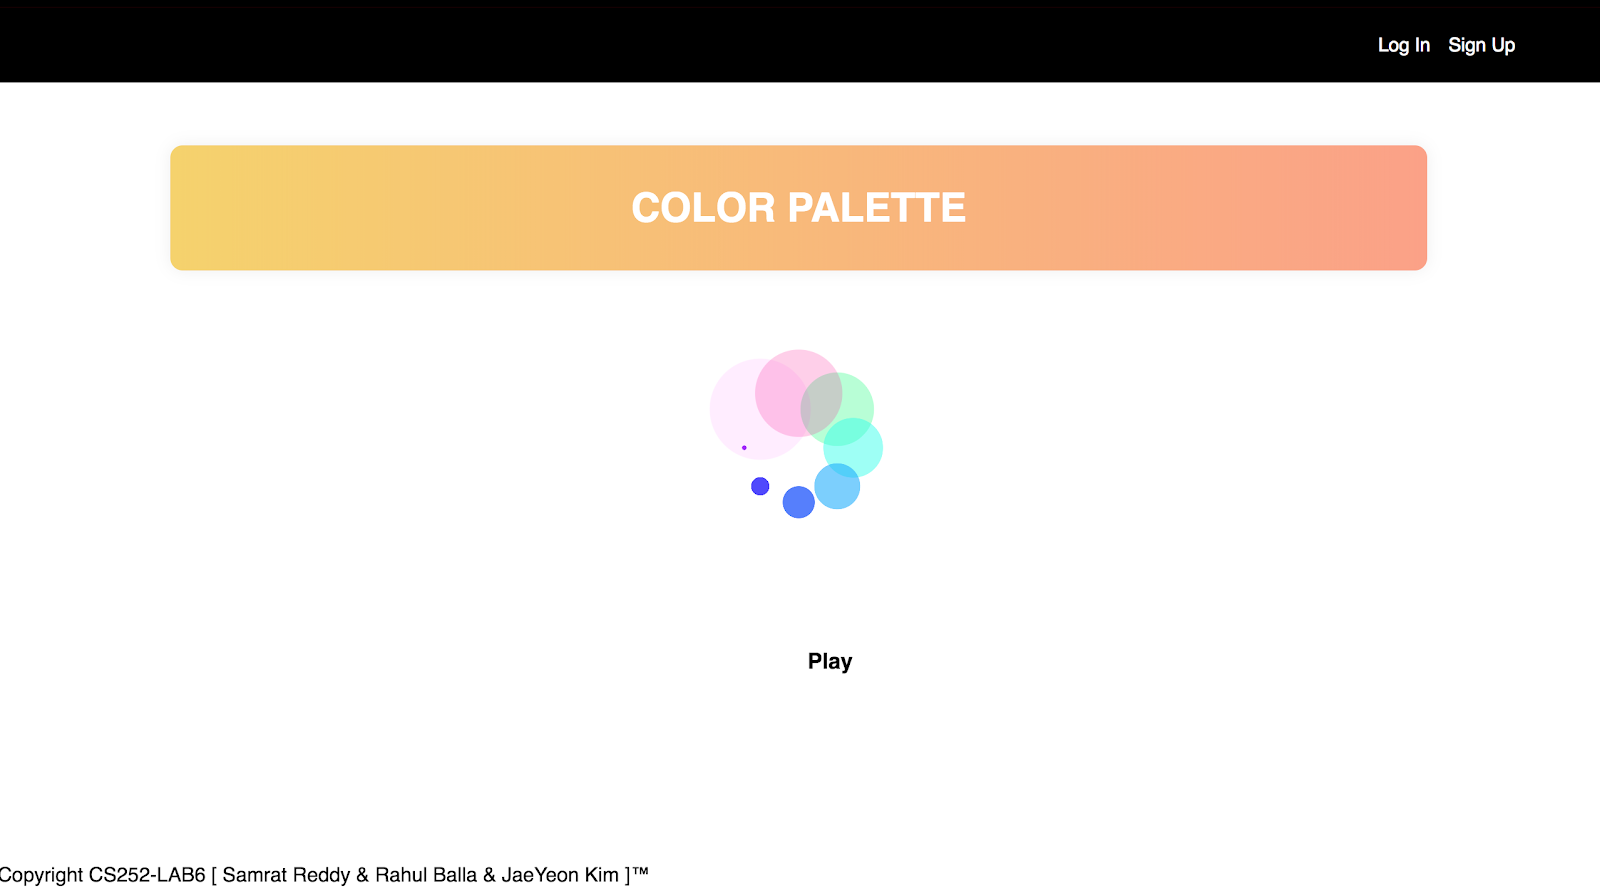 Log In Sign Up
COLOR PALETTE
Play
Copyright CS252-LAB6 [ Samrat Reddy & Rahul Balla & JaeYeon Kim ]™